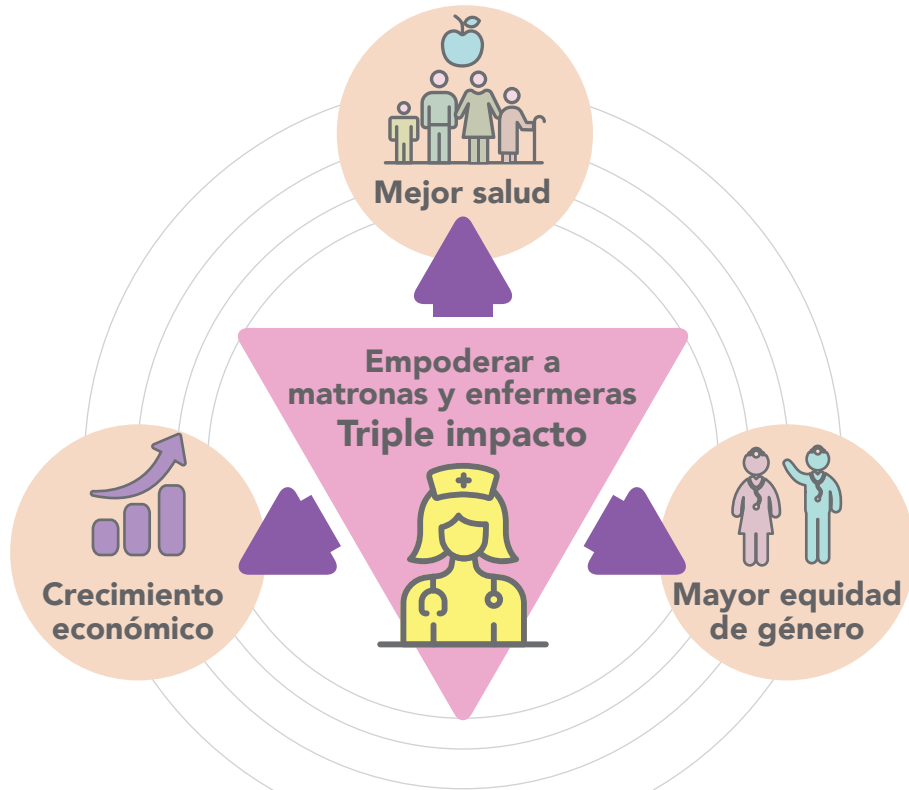 Mejor salud
Empoderar a
matronas y enfermeras
Triple impacto
Crecimiento
económico
Mayor equidad
de género